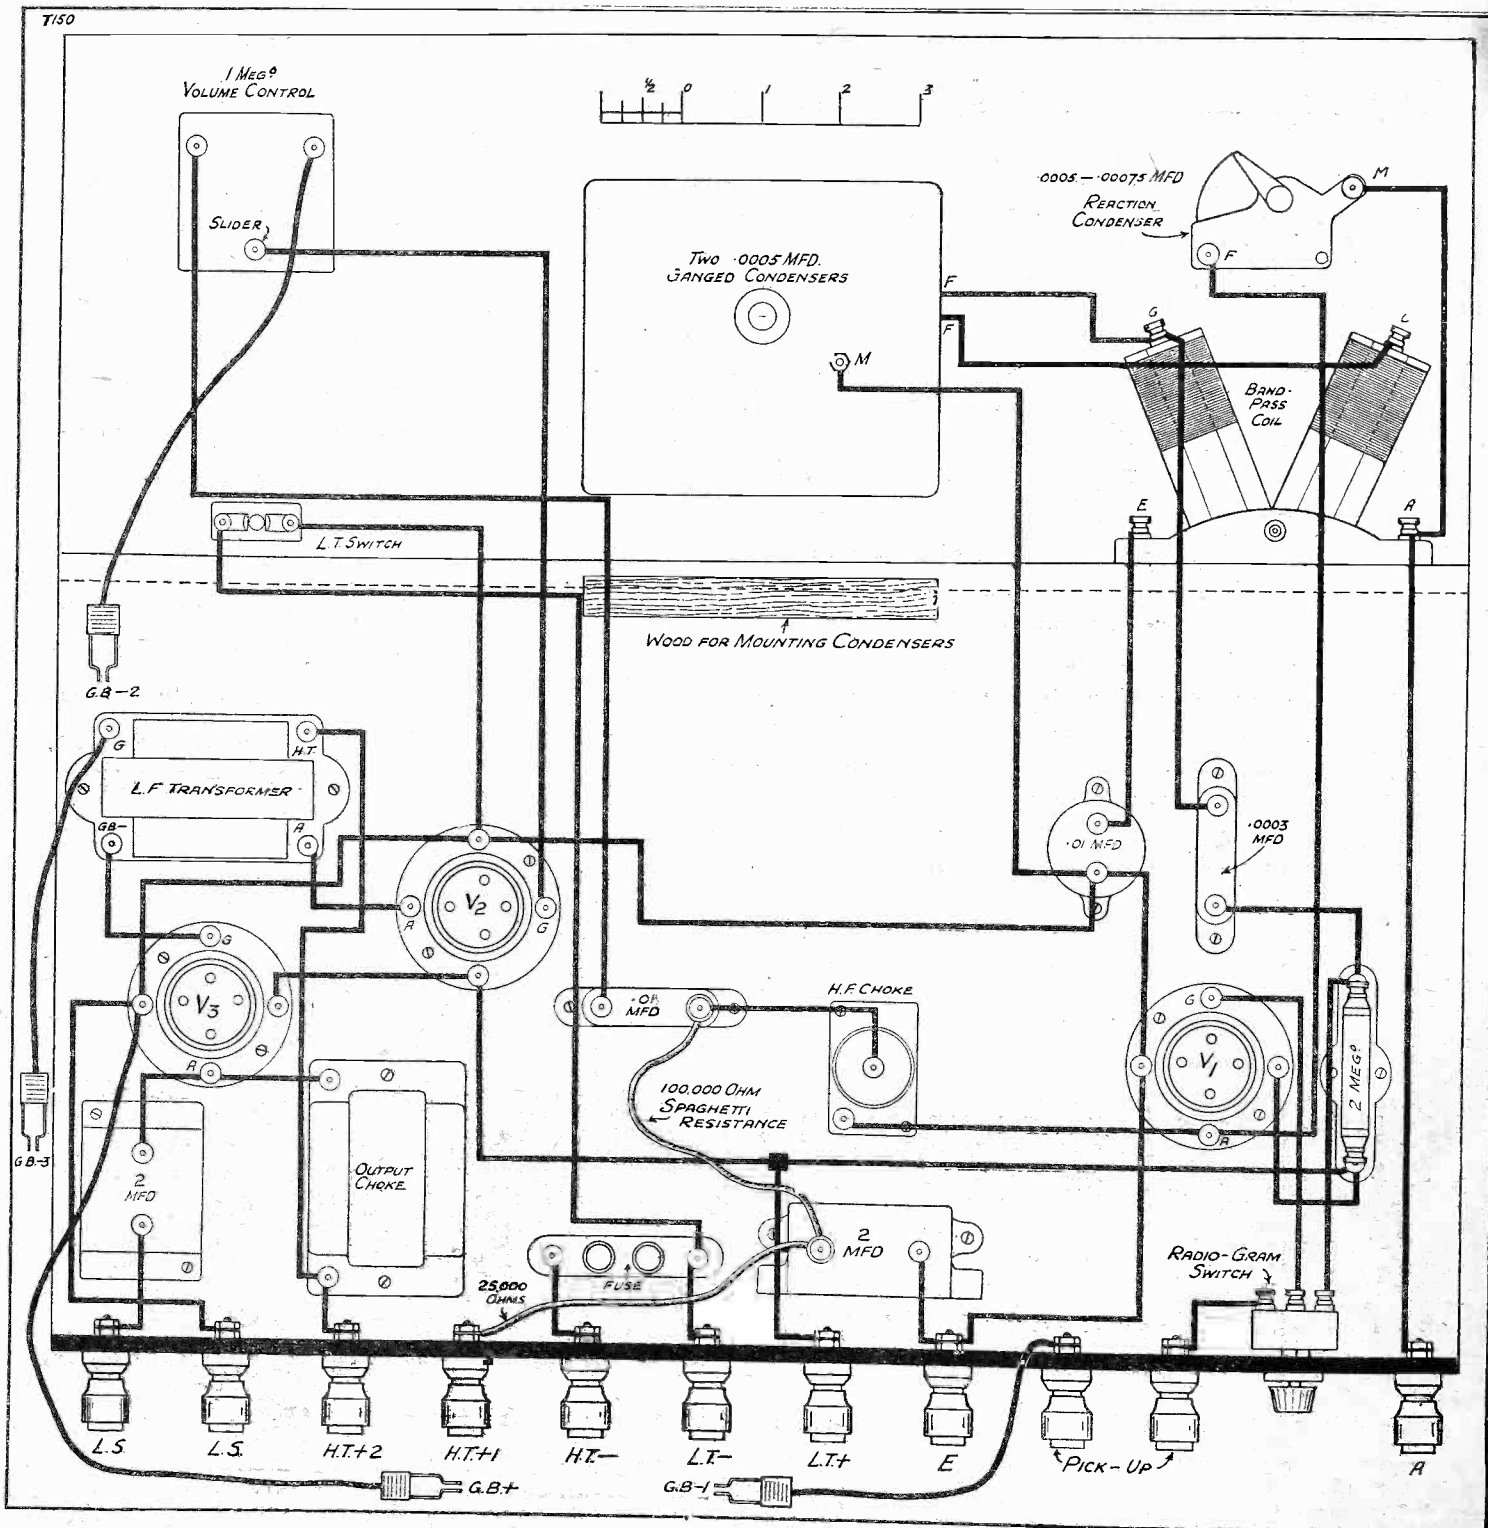 T150
1 MEGº
VOLUME CONTROL
SLIDER
½ 0 1 2 3
TWO .0005 MFD.
GANGED CONDENSERS
F
F
M
.0005 — .00075 MFD
REACTION
CONDENSER
M
F
G
C
BAND-
PASS
COIL
E
A
L.T. SWITCH
WOOD FOR MOUNTING CONDENSERS
G.B—2
G
H.T.
L.F TRANSFORMER
GB-
A
V2
A
G
.01 MFD
.0003
MFD
G
V3
A
.01
MFD
H.F. CHOKE
G
V1
A
2 MEGº
100,000 OHM
SPAGHETTI
RESISTANCE
G.B-3
2
MFD
OUTPUT
CHOKE
25,000
OHMS
FUSE
2
MFD
RADIO-GRAM
SWITCH
L.S.
L.S.
H.T.+2
H.T.+1
H.T.—
L.T.—
L.T.+
E
PICK-UP
A
G.B.+
G.B-1